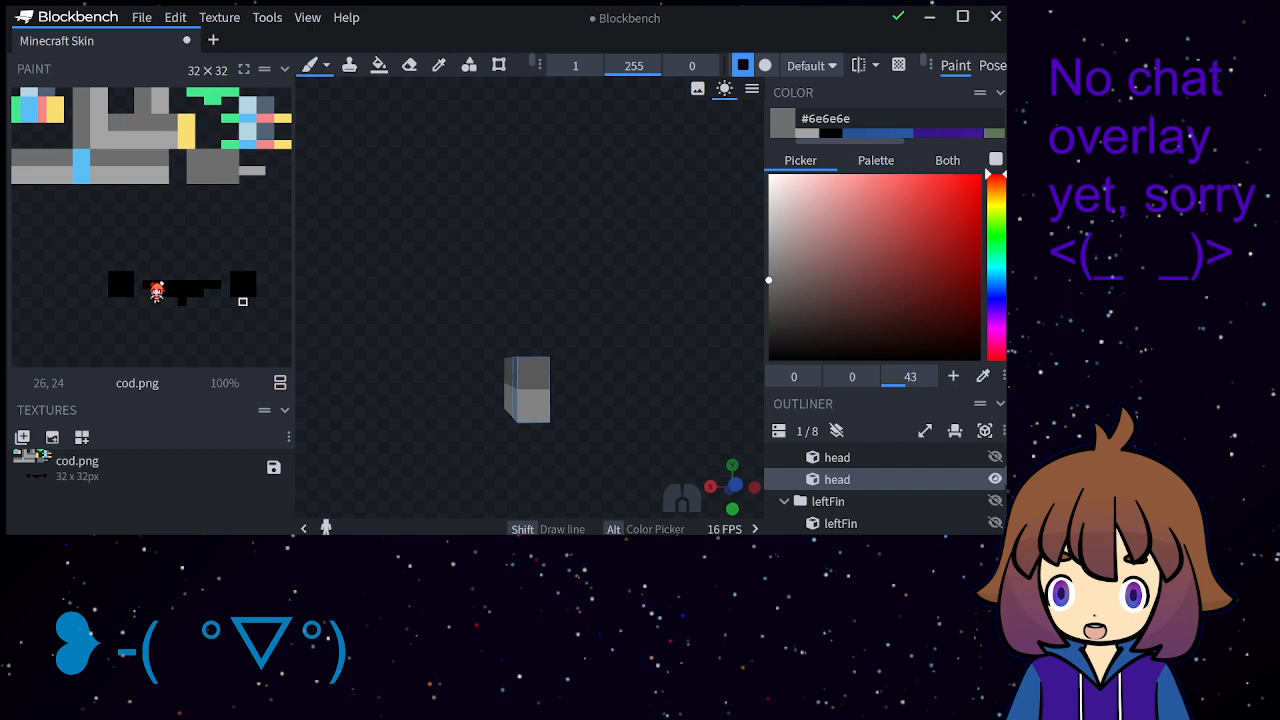 Blockbench File Edit Texture Tools View Help
Blockbench
Minecraft Skin
PAINT 32×32
1 255 0 Default Paint Pose
COLOR
#6e6e6e
Picker Palette Both
0 0 43
26, 24 cod.png 100%
TEXTURES
cod.png
32 x 32px
Shift Draw line Alt Color Picker 16 FPS
OUTLINER
1/8
head
head
leftFin
leftFin
X
Y
No chat
overlay
yet, sorry
<(_ _)>
❥-( °▽°)